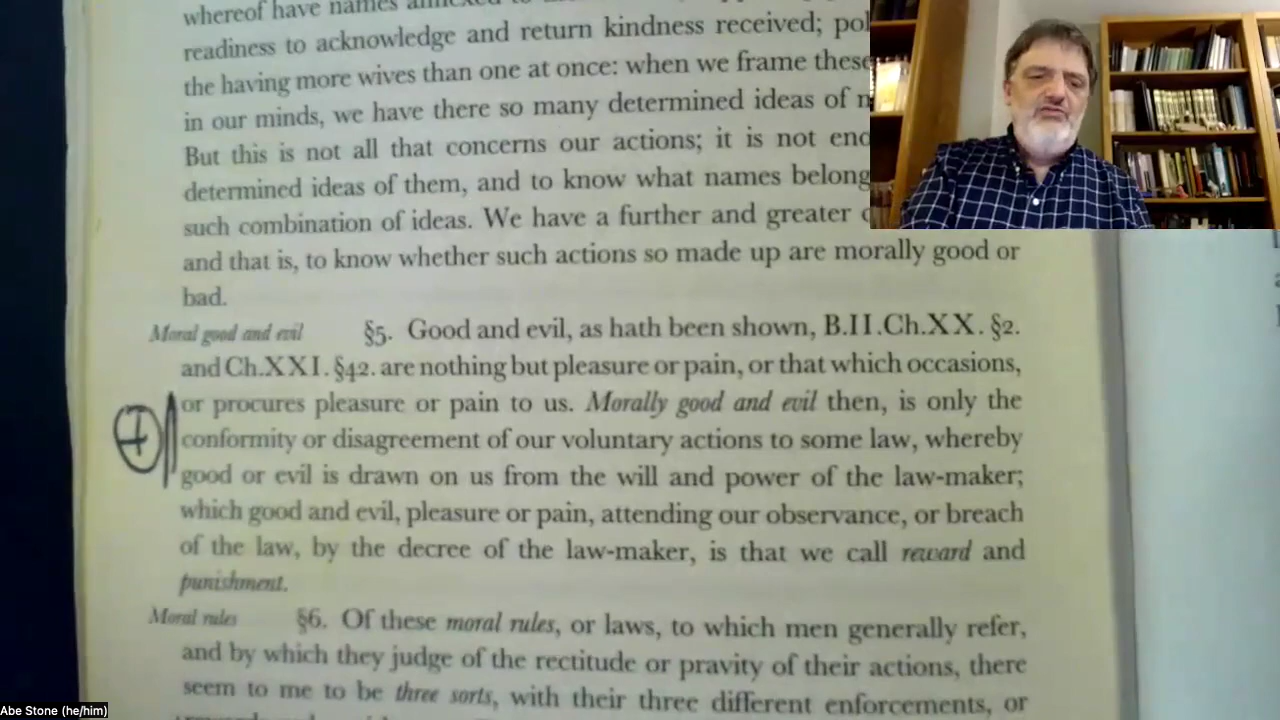 whereof have names annexed to
readiness to acknowledge and return kindness received; pol
the having more wives than one at once: when we frame these
in our minds, we have there so many determined ideas of
But this is not all that concerns our actions; it is not eno
determined ideas of them, and to know what names belong
such combination of ideas. We have a further and greater
and that is, to know whether such actions so made up are morally good or
bad.
Moral good and evil §5. Good and evil, as hath been shown, B.II.Ch.XX. §2.
and Ch.XXI. §42. are nothing but pleasure or pain, or that which occasions,
or procures pleasure or pain to us. Morally good and evil then, is only the
conformity or disagreement of our voluntary actions to some law, whereby
good or evil is drawn on us from the will and power of the law-maker;
which good and evil, pleasure or pain, attending our observance, or breach
of the law, by the decree of the law-maker, is that we call reward and
punishment.
Moral rules §6. Of these moral rules, or laws, to which men generally refer,
and by which they judge of the rectitude or pravity of their actions, there
seem to me to be three sorts, with their three different enforcements, or
Abe Stone (he/him)